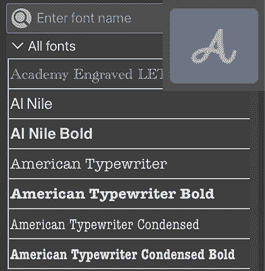 Enter font name
A
All fonts
Academy Engraved LET
Al Nile
Al Nile Bold
American Typewriter
American Typewriter Bold
American Typewriter Condensed
American Typewriter Condensed Bold